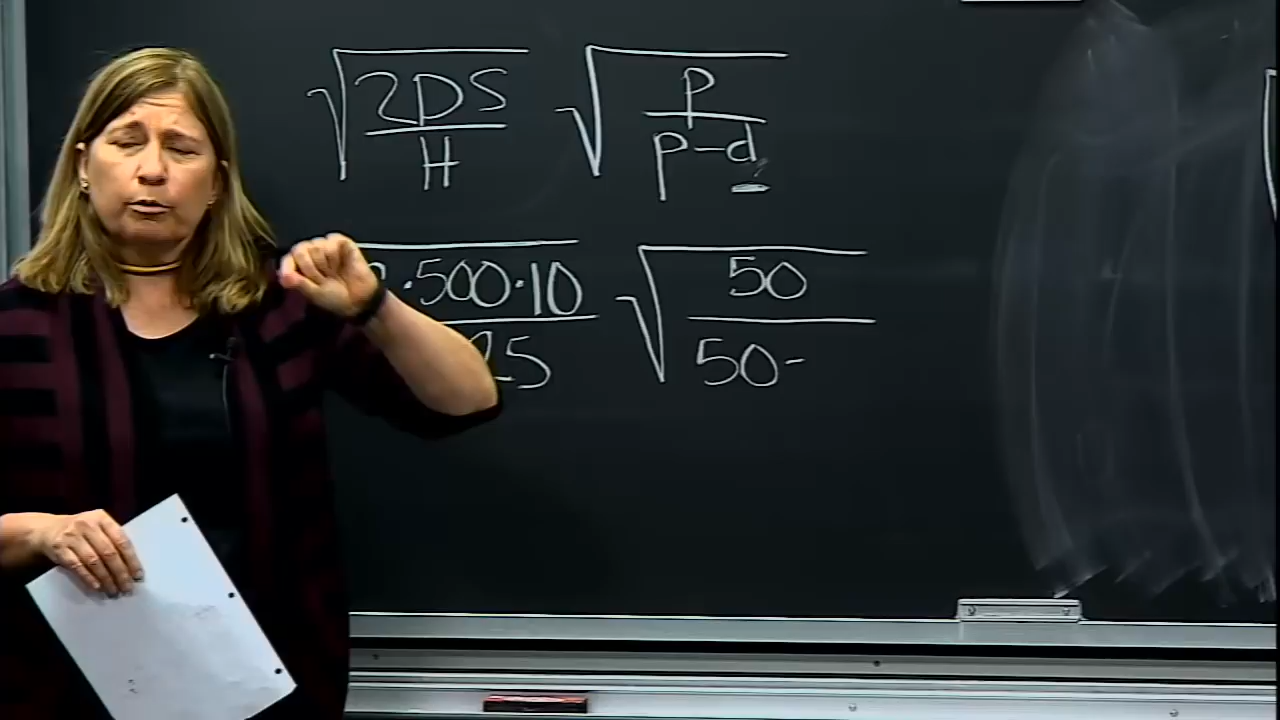 √(2DS/H) √(p/(p-d))
·500·10 √(50/(50-
25